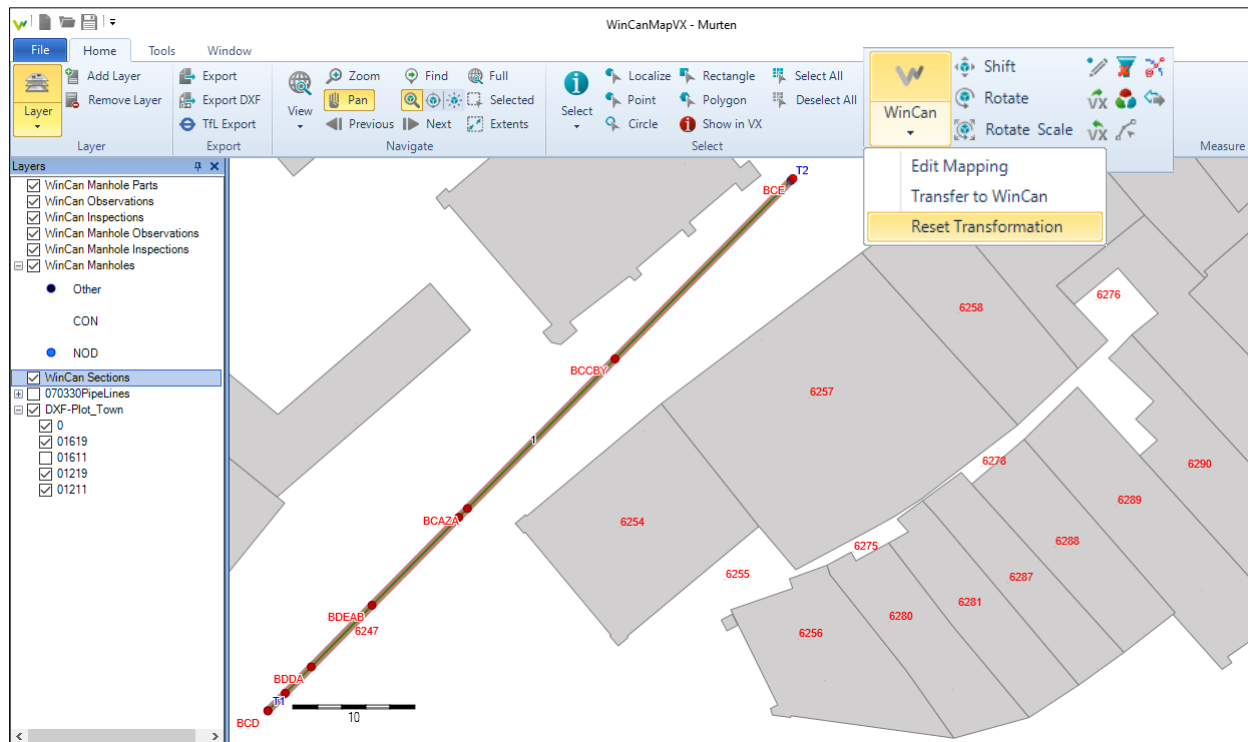 WinCanMapVX - Murten
File Home Tools Window
Layer
Add Layer
Remove Layer
Layer
Export
Export DXF
TfL Export
Export
View
Zoom Find Full
Pan Selected
Previous Next Extents
Navigate
Select
Localize Rectangle Select All
Point Polygon Deselect All
Circle Show in VX
Select
WinCan
Shift
Rotate
Rotate Scale
VX
VX
Measure
Edit Mapping
Transfer to WinCan
Reset Transformation
Layers
WinCan Manhole Parts
WinCan Observations
WinCan Inspections
WinCan Manhole Observations
WinCan Manhole Inspections
WinCan Manholes
Other
CON
NOD
WinCan Sections
070330PipeLines
DXF-Plot_Town
0
01619
01611
01219
01211
T2
BCE
6276
6258
BCCBY
6257
1
6278
6290
6289
BCAZA
6254
6288
6275
6255
6287
6281
BDEAB
6280
6247
6256
BDDA
T1
BCD
10